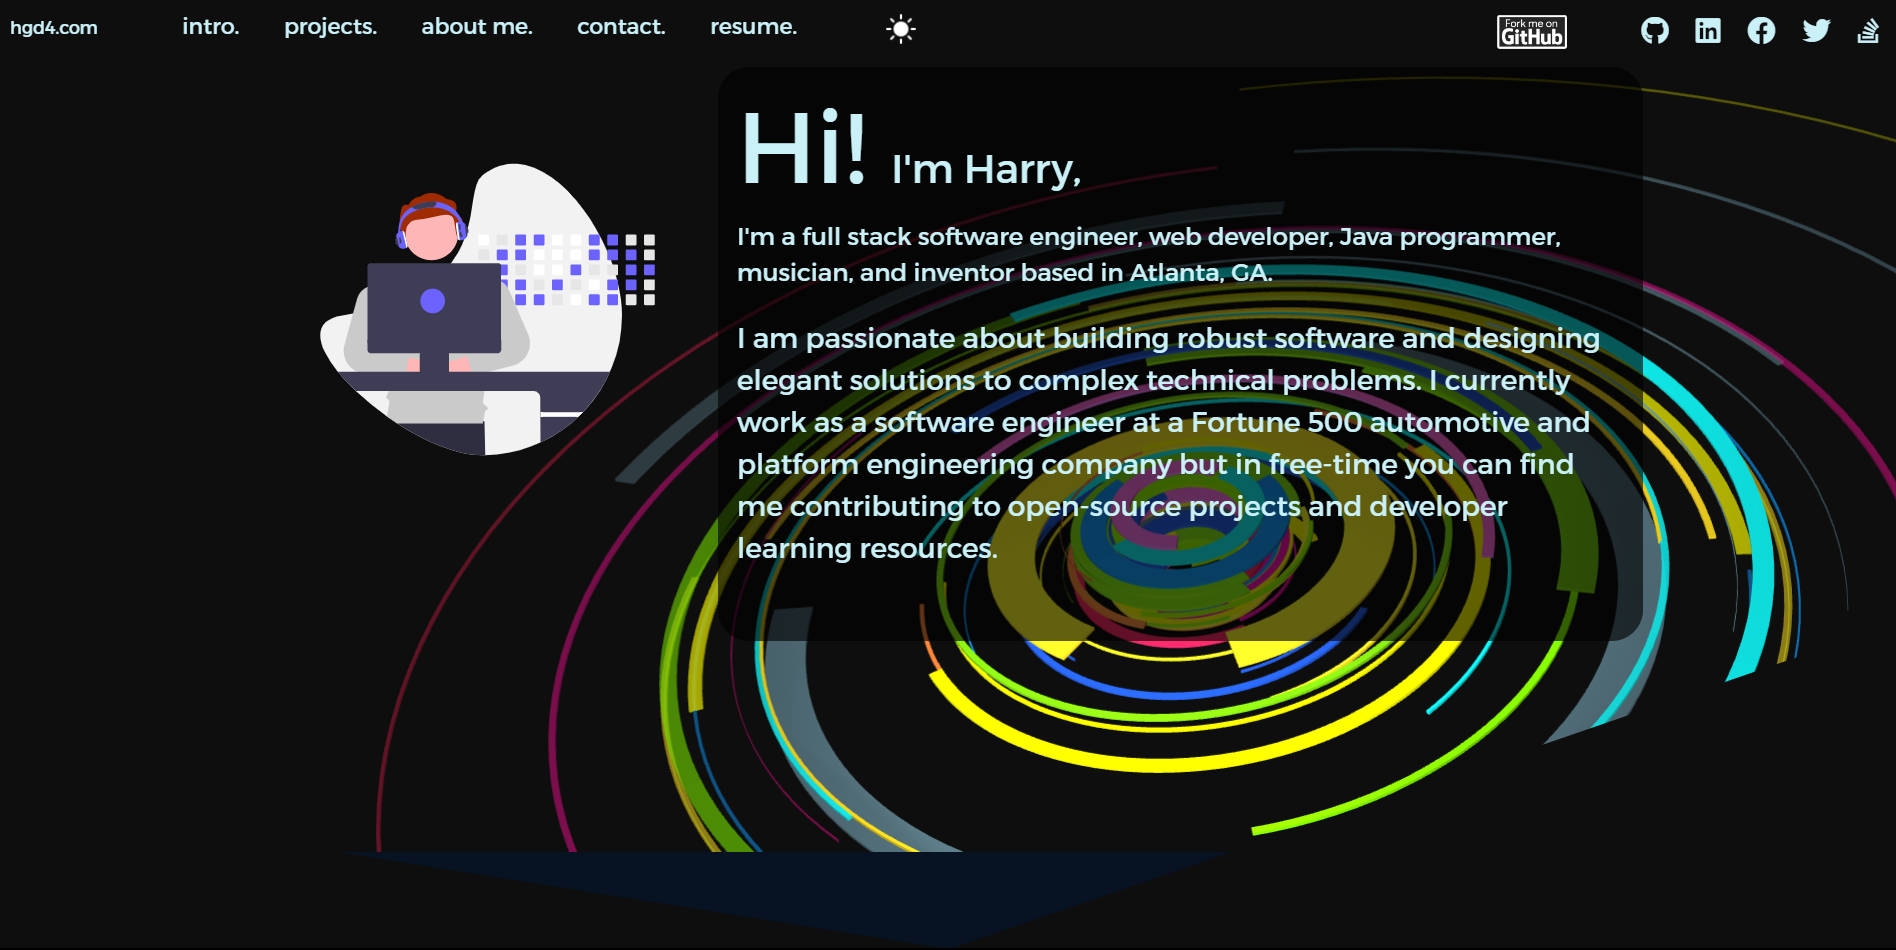 hgd4.com
intro. projects. about me. contact. resume.
Fork me on
GitHub
in
Hi! I'm Harry,
I'm a full stack software engineer, web developer, Java programmer,
musician, and inventor based in Atlanta, GA.
I am passionate about building robust software and designing
elegant solutions to complex technical problems. I currently
work as a software engineer at a Fortune 500 automotive and
platform engineering company but in free-time you can find
me contributing to open-source projects and developer
learning resources.